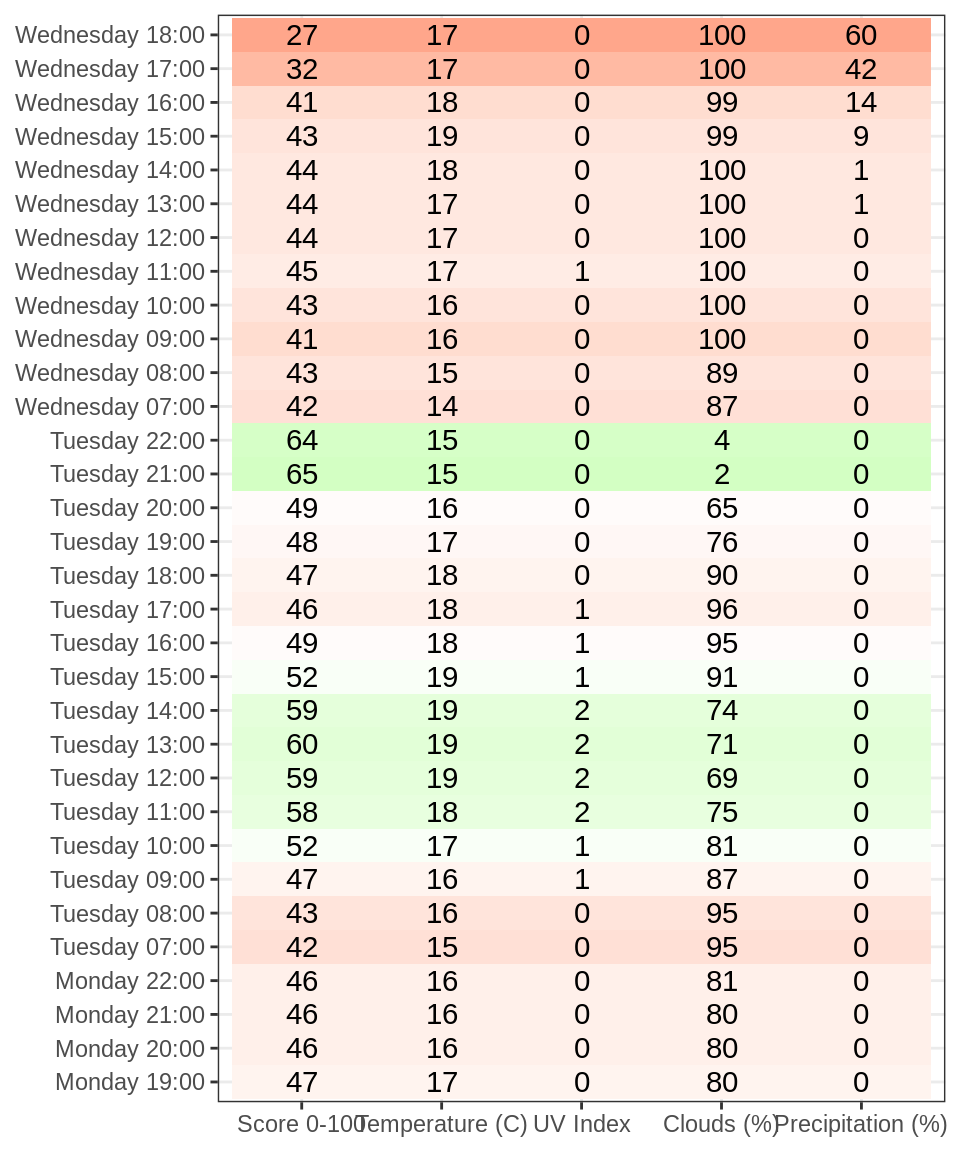 Wednesday 18:00 27 17 0 100 60
Wednesday 17:00 32 17 0 100 42
Wednesday 16:00 41 18 0 99 14
Wednesday 15:00 43 19 0 99 9
Wednesday 14:00 44 18 0 100 1
Wednesday 13:00 44 17 0 100 1
Wednesday 12:00 44 17 0 100 0
Wednesday 11:00 45 17 1 100 0
Wednesday 10:00 43 16 0 100 0
Wednesday 09:00 41 16 0 100 0
Wednesday 08:00 43 15 0 89 0
Wednesday 07:00 42 14 0 87 0
Tuesday 22:00 64 15 0 4 0
Tuesday 21:00 65 15 0 2 0
Tuesday 20:00 49 16 0 65 0
Tuesday 19:00 48 17 0 76 0
Tuesday 18:00 47 18 0 90 0
Tuesday 17:00 46 18 1 96 0
Tuesday 16:00 49 18 1 95 0
Tuesday 15:00 52 19 1 91 0
Tuesday 14:00 59 19 2 74 0
Tuesday 13:00 60 19 2 71 0
Tuesday 12:00 59 19 2 69 0
Tuesday 11:00 58 18 2 75 0
Tuesday 10:00 52 17 1 81 0
Tuesday 09:00 47 16 1 87 0
Tuesday 08:00 43 16 0 95 0
Tuesday 07:00 42 15 0 95 0
Monday 22:00 46 16 0 81 0
Monday 21:00 46 16 0 80 0
Monday 20:00 46 16 0 80 0
Monday 19:00 47 17 0 80 0
Score 0-100 Temperature (C) UV Index Clouds (%) Precipitation (%)